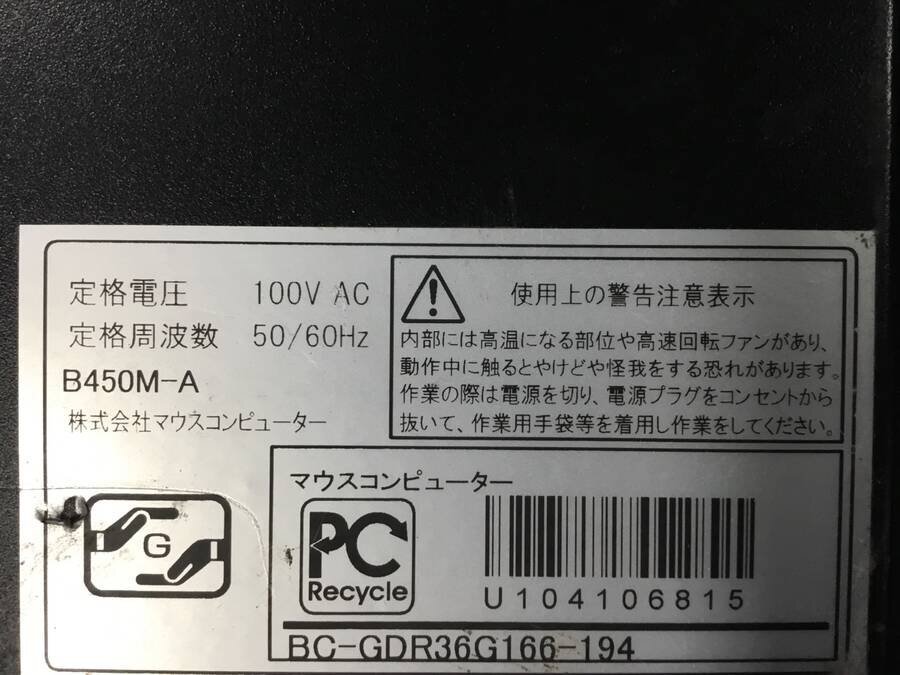 定格電圧 100V AC
定格周波数 50/60Hz
B450M-A
株式会社マウスコンピューター
使用上の警告注意表示
内部には高温になる部位や高速回転ファンがあり、
動作中に触るとやけどや怪我をする恐れがあります。
作業の際は電源を切り、電源プラグをコンセントから
抜いて、作業用手袋等を着用し作業をしてください。
G
マウスコンピューター
PC
Recycle
U104106815
BC-GDR36G166-194